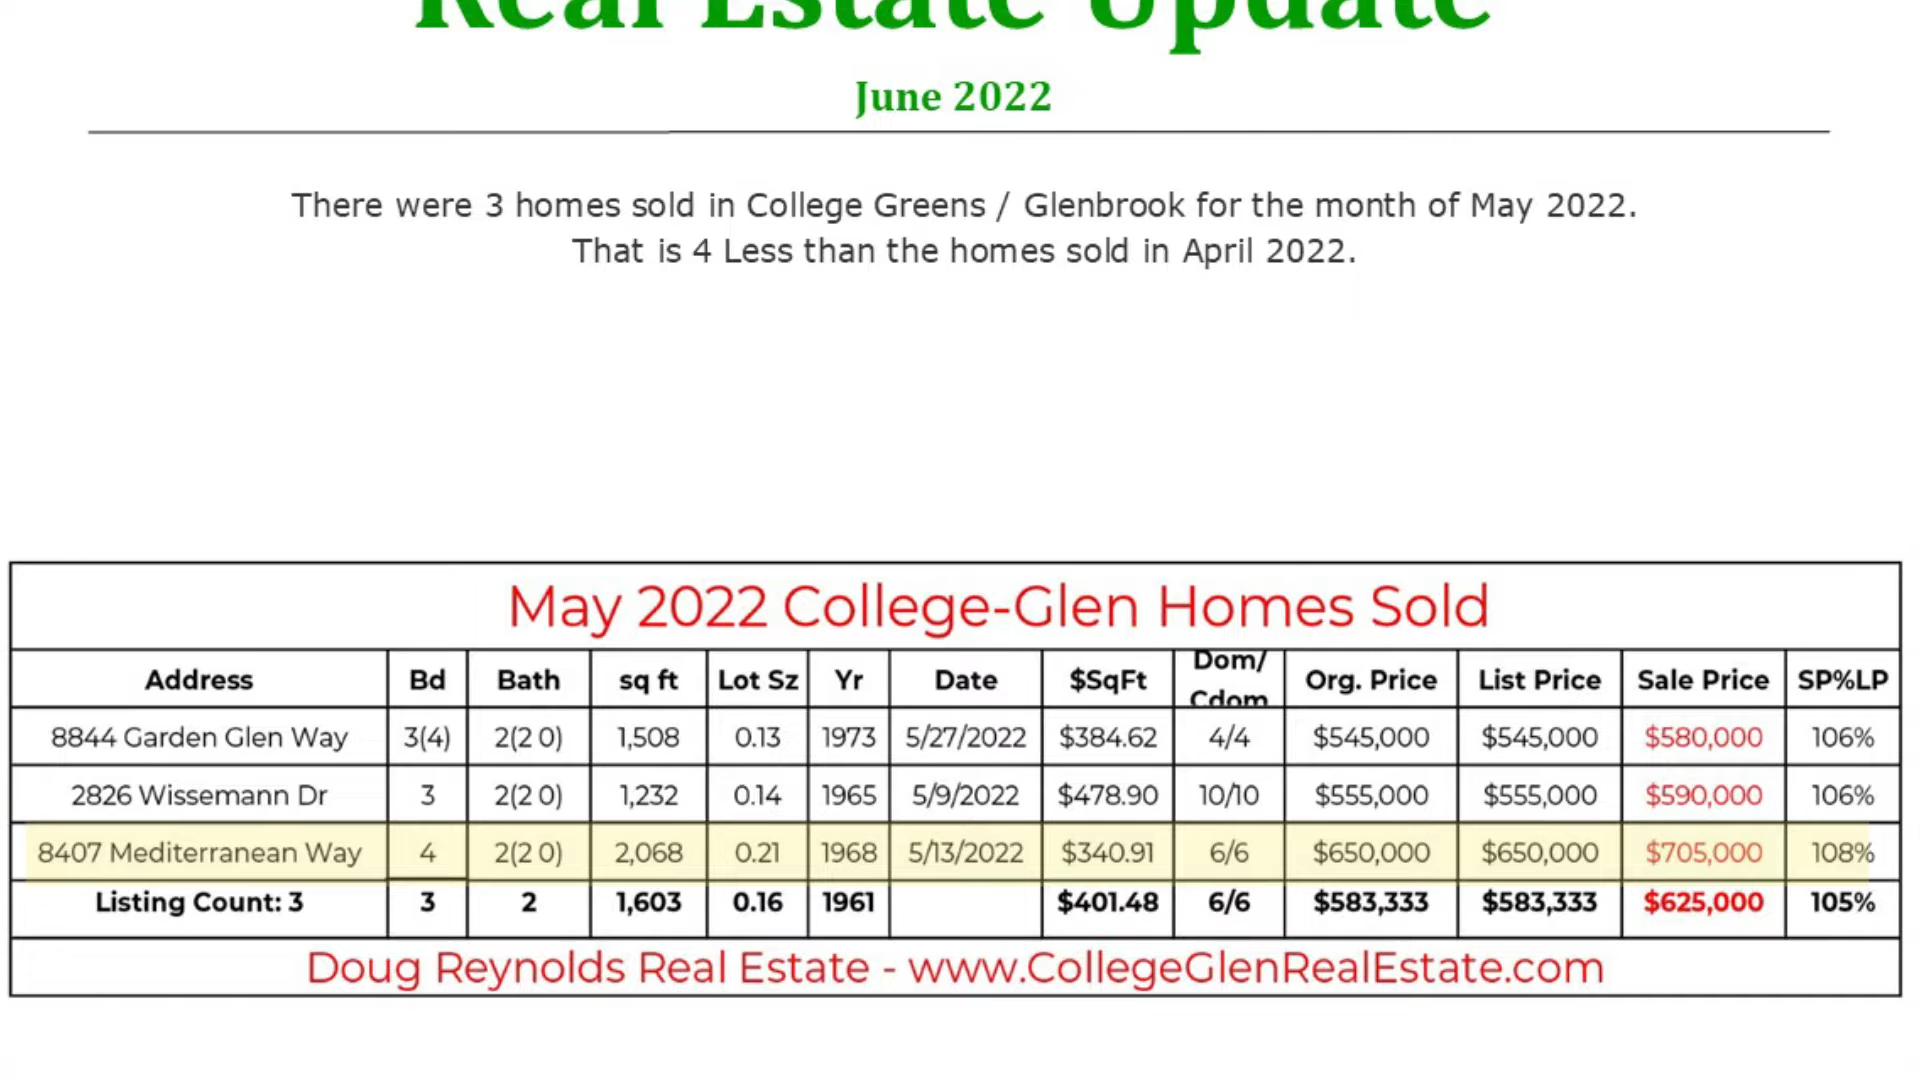 Real Estate Update
June 2022
There were 3 homes sold in College Greens / Glenbrook for the month of May 2022.
That is 4 Less than the homes sold in April 2022.
May 2022 College-Glen Homes Sold
Address Bd Bath sq ft Lot Sz Yr Date $SqFt Dom/ Cdom Org. Price List Price Sale Price SP%LP
8844 Garden Glen Way 3(4) 2(2 0) 1,508 0.13 1973 5/27/2022 $384.62 4/4 $545,000 $545,000 $580,000 106%
2826 Wissemann Dr 3 2(2 0) 1,232 0.14 1965 5/9/2022 $478.90 10/10 $555,000 $555,000 $590,000 106%
8407 Mediterranean Way 4 2(2 0) 2,068 0.21 1968 5/13/2022 $340.91 6/6 $650,000 $650,000 $705,000 108%
Listing Count: 3 3 2 1,603 0.16 1961 $401.48 6/6 $583,333 $583,333 $625,000 105%
Doug Reynolds Real Estate - www.CollegeGlenRealEstate.com